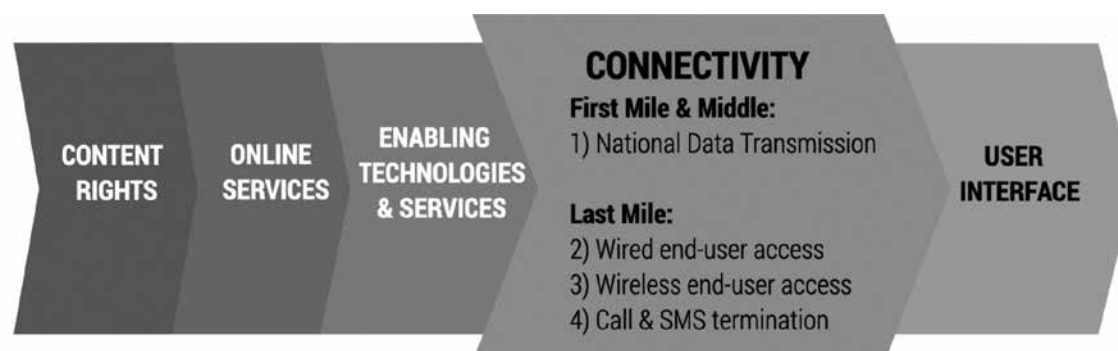 CONTENT
RIGHTS
ONLINE
SERVICES
ENABLING
TECHNOLOGIES
& SERVICES
CONNECTIVITY
First Mile & Middle:
1) National Data Transmission
Last Mile:
2) Wired end-user access
3) Wireless end-user access
4) Call & SMS termination
USER
INTERFACE